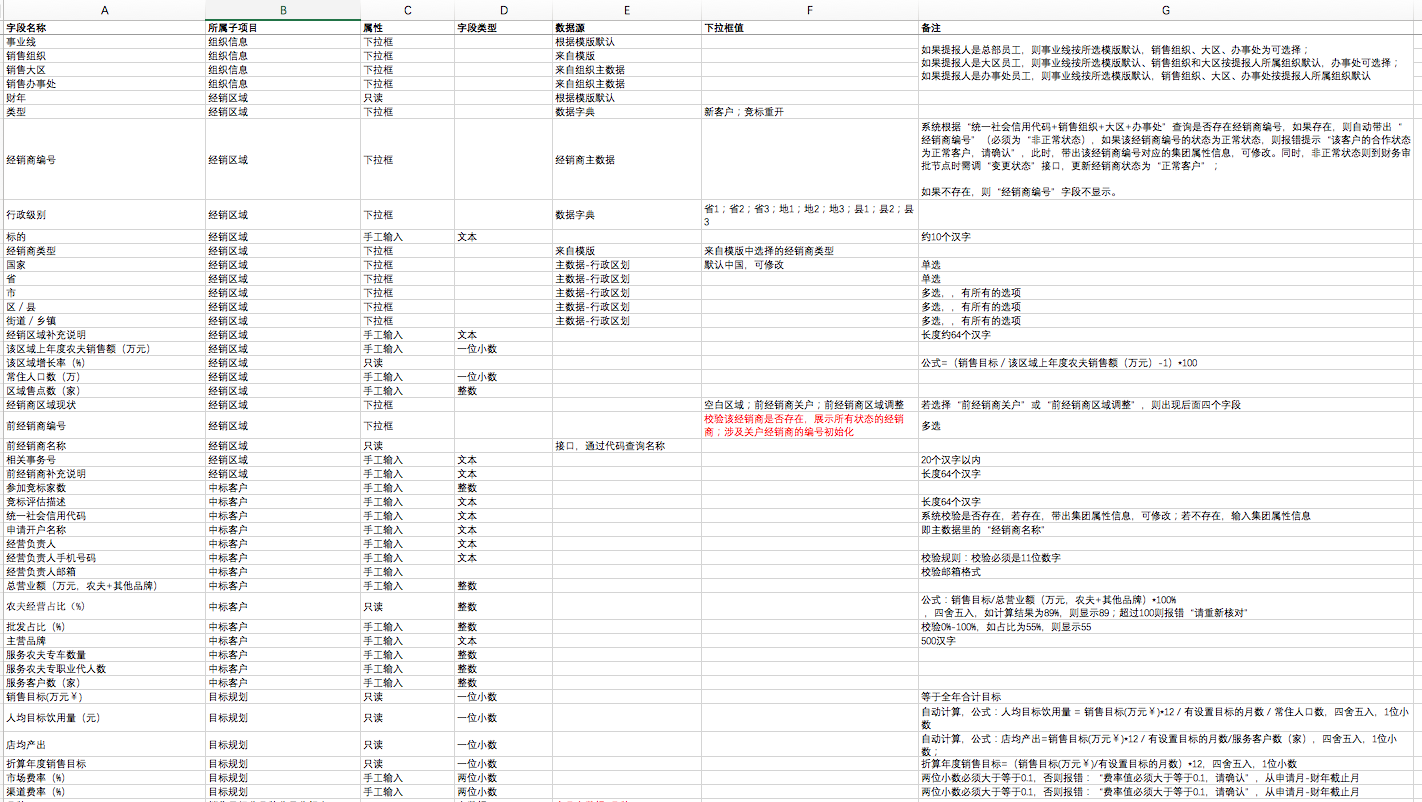 A B C D E F G
字段名称 所属子项目 属性 字段类型 数据源 下拉框值 备注
事业线 组织信息 下拉框 根据模版默认
销售组织 组织信息 下拉框 来自模版
销售大区 组织信息 下拉框 来自组织主数据
销售办事处 组织信息 下拉框 来自组织主数据
如果提报人是总部员工，则事业线按所选模版默认，销售组织、大区、办事处为可选择；
如果提报人是大区员工，则事业线按所选模版默认、销售组织和大区按提报人所属组织默认，办事处可选择；
如果提报人是办事处员工，则事业线按所选模版默认，销售组织、大区、办事处按提报人所属组织默认
财年 经销区域 只读 根据模版默认
类型 经销区域 下拉框 数据字典 新客户；竞标重开
经销商编号 经销区域 下拉框 经销商主数据
系统根据“统一社会信用代码+销售组织+大区+办事处”查询是否存在经销商编号，如果存在，则自动带出“
经销商编号”（必须为“非正常状态），如果该经销商编号的状态为正常状态，则报错提示“该客户的合作状态
为正常客户，请确认”，此时，带出该经销商编号对应的集团属性信息，可修改。同时，非正常状态则到财务审
批节点时需调“变更状态”接口，更新经销商状态为“正常客户”；
如果不存在，则“经销商编号”字段不显示。
行政级别 经销区域 下拉框 数据字典 省1；省2；省3；地1；地2；地3；县1；县2；县
3
标的 经销区域 手工输入 文本 约10个汉字
经销商类型 经销区域 下拉框 来自模版 来自模版中选择的经销商类型
国家 经销区域 下拉框 主数据-行政区划 默认中国，可修改 单选
省 经销区域 下拉框 主数据-行政区划 单选
市 经销区域 下拉框 主数据-行政区划 多选，，有所有的选项
区／县 经销区域 下拉框 主数据-行政区划 多选，，有所有的选项
街道／乡镇 经销区域 下拉框 主数据-行政区划 多选，，有所有的选项
经销区域补充说明 经销区域 手工输入 文本 长度约64个汉字
该区域上年度农夫销售额（万元） 经销区域 手工输入 一位小数
该区域增长率（%） 经销区域 只读 公式=（销售目标／该区域上年度农夫销售额（万元）-1）*100
常住人口数（万） 经销区域 手工输入 一位小数
区域售点数（家） 经销区域 手工输入 整数
经销商区域现状 经销区域 下拉框 空白区域；前经销商关户；前经销商区域调整 若选择“前经销商关户”或“前经销商区域调整”，则出现后面四个字段
前经销商编号 经销区域 下拉框 校验该经销商是否存在，展示所有状态的经销 多选
商；涉及关户经销商的编号初始化
前经销商名称 经销区域 只读 接口，通过代码查询名称
相关事务号 经销区域 手工输入 文本 20个汉字以内
前经销商补充说明 经销区域 手工输入 文本 长度64个汉字
参加竞标家数 中标客户 手工输入 整数
竞标评估描述 中标客户 手工输入 文本 长度64个汉字
统一社会信用代码 中标客户 手工输入 文本 系统校验是否存在，若存在，带出集团属性信息，可修改；若不存在，输入集团属性信息
申请开户名称 中标客户 手工输入 文本 即主数据里的“经销商名称”
经营负责人 中标客户 手工输入 文本
经营负责人手机号码 中标客户 手工输入 文本 校验规则：校验必须是11位数字
经营负责人邮箱 中标客户 手工输入 校验邮箱格式
总营业额（万元，农夫+其他品牌） 中标客户 手工输入 整数
农夫经营占比（%） 中标客户 只读 整数 公式：销售目标/总营业额（万元，农夫+其他品牌）*100%
，四舍五入，如计算结果为89%，则显示89；超过100则报错“请重新核对”
批发占比（%） 中标客户 手工输入 整数 校验0%-100%，如占比为55%，则显示55
主营品牌 中标客户 手工输入 文本 500汉字
服务农夫专车数量 中标客户 手工输入 整数
服务农夫专职业代人数 中标客户 手工输入 整数
服务客户数（家） 中标客户 手工输入 整数
销售目标(万元￥) 目标规划 只读 一位小数 等于全年合计目标
人均目标饮用量（元） 目标规划 只读 一位小数 自动计算，公式：人均目标饮用量 = 销售目标(万元￥)*12／有设置目标的月数／常住人口数，四舍五入，1位小
数
店均产出 目标规划 只读 一位小数 自动计算，公式：店均产出=销售目标(万元￥)*12／有设置目标的月数/服务客户数（家），四舍五入，1位小
数；
折算年度销售目标 目标规划 只读 一位小数 折算年度销售目标=（销售目标(万元￥)/有设置目标的月数）*12，四舍五入，1位小数
市场费率（%） 目标规划 手工输入 两位小数 两位小数必须大于等于0.1，否则报错：“费率值必须大于等于0.1，请确认”，从申请月-财年截止月
渠道费率（%） 目标规划 手工输入 两位小数 两位小数必须大于等于0.1，否则报错：“费率值必须大于等于0.1，请确认”，从申请月-财年截止月